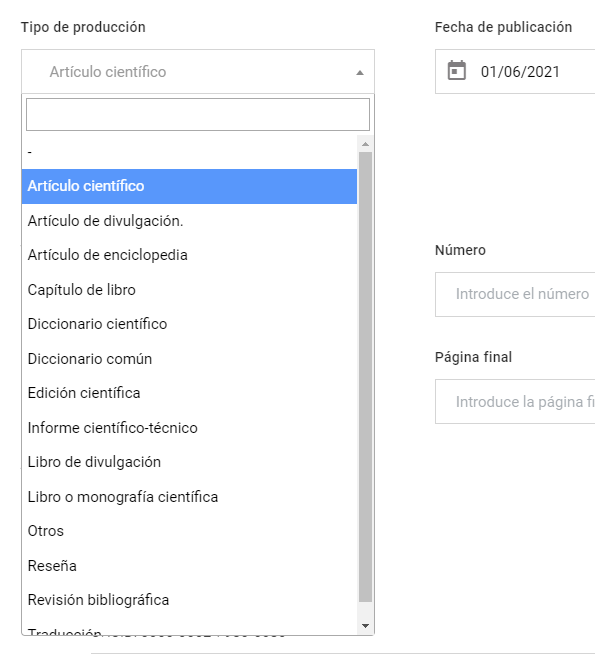 Tipo de producción
Fecha de publicación
Artículo científico
01/06/2021
-
Artículo científico
Artículo de divulgación.
Artículo de enciclopedia
Capítulo de libro
Diccionario científico
Diccionario común
Edición científica
Informe científico-técnico
Libro de divulgación
Libro o monografía científica
Otros
Reseña
Revisión bibliográfica
Traducción
Número
Introduce el número
Página final
Introduce la página fi